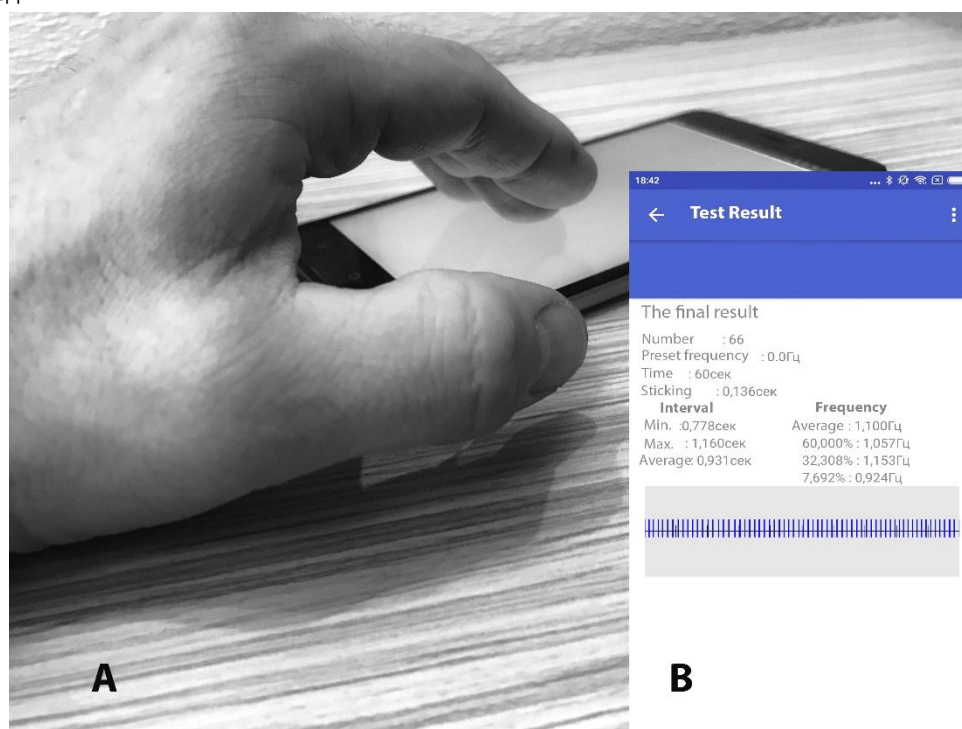 18:42
Test Result
The final result
Number : 66
Preset frequency : 0.0Гц
Time : 60сек
Sticking : 0,136сек
Interval Frequency
Min. :0,778сек Average : 1,100Гц
Max. : 1,160сек 60,000% : 1,057Гц
Average: 0,931сек 32,308% : 1,153Гц
7,692% : 0,924Гц
A
B